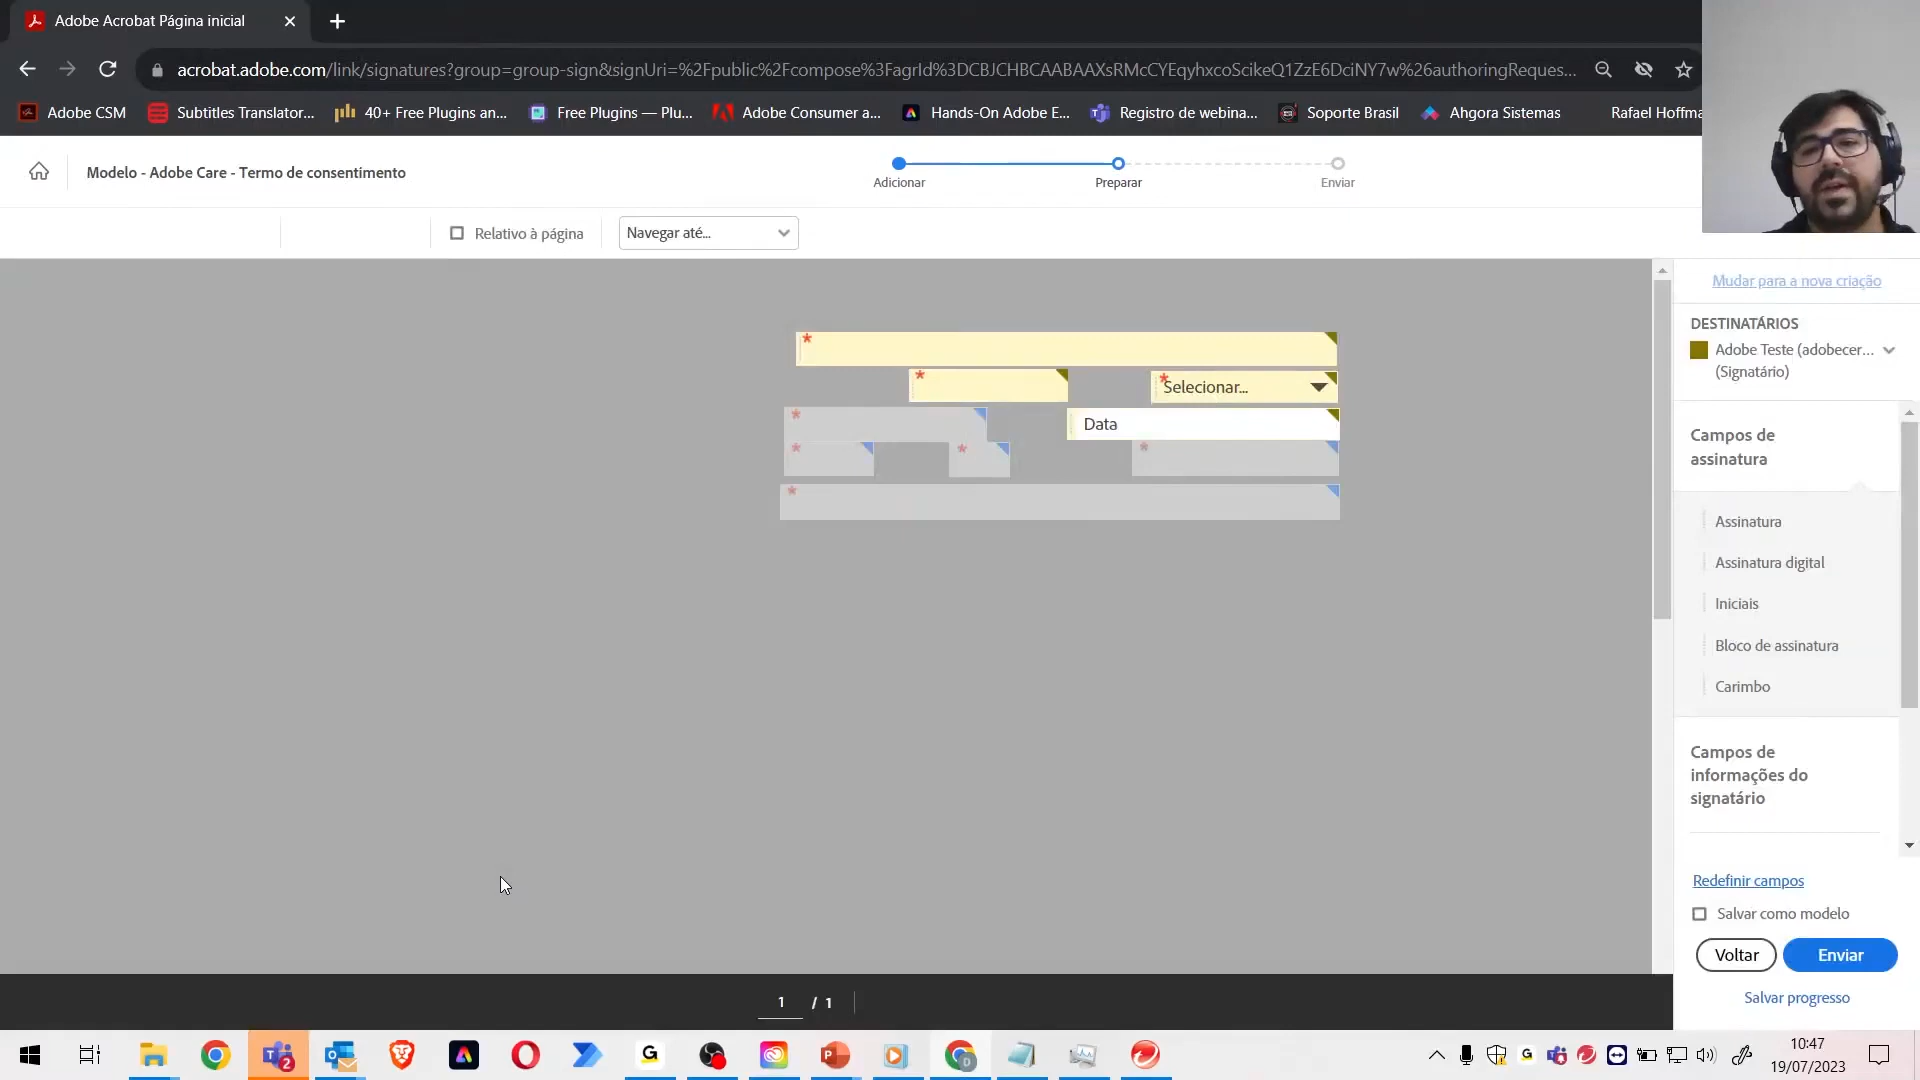 Adobe Acrobat Página inicial
acrobat.adobe.com/link/signatures?group=group-sign&signUri=%2Fpublic%2Fcompose%3FagrId%3DCBJCHBCAABAAXsRMcCYEqyhxcoScikeQ1ZzE6DciNY7w%26authoringReques...
Adobe CSM
Subtitles Translator...
40+ Free Plugins an...
Free Plugins — Plu...
Adobe Consumer a...
Hands-On Adobe E...
Registro de webina...
Soporte Brasil
Ahgora Sistemas
Rafael Hoffma
Modelo - Adobe Care - Termo de consentimento
Adicionar
Preparar
Enviar
Relativo à página
Navegar até...
Mudar para a nova criação
DESTINATÁRIOS
Adobe Teste (adobecer...
(Signatário)
*
*
* Selecionar...
*
Data
*
*
*
*
Campos de
assinatura
Assinatura
Assinatura digital
Iniciais
Bloco de assinatura
Carimbo
Campos de
informações do
signatário
Redefinir campos
Salvar como modelo
Voltar
Enviar
Salvar progresso
1 / 1
2
10:47
19/07/2023